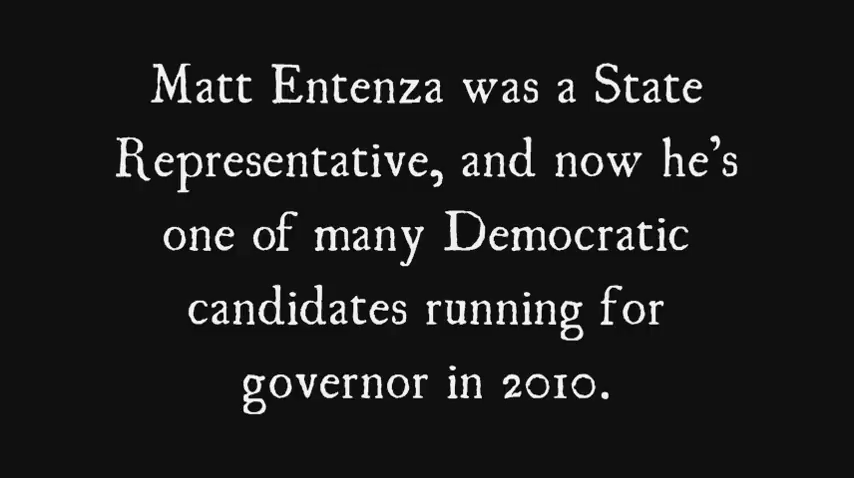 Matt Entenza was a State
Representative, and now he’s
one of many Democratic
candidates running for
governor in 2010.